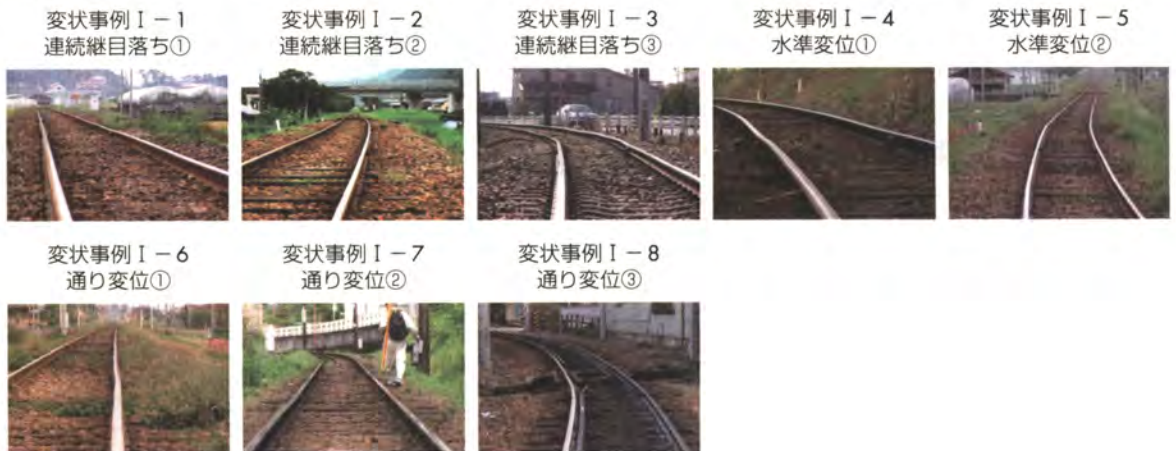 変状事例Ⅰ－1
連続継目落ち①
変状事例Ⅰ－2
連続継目落ち②
変状事例Ⅰ－3
連続継目落ち③
変状事例Ⅰ－4
水準変位①
変状事例Ⅰ－5
水準変位②
変状事例Ⅰ－6
通り変位①
変状事例Ⅰ－7
通り変位②
変状事例Ⅰ－8
通り変位③